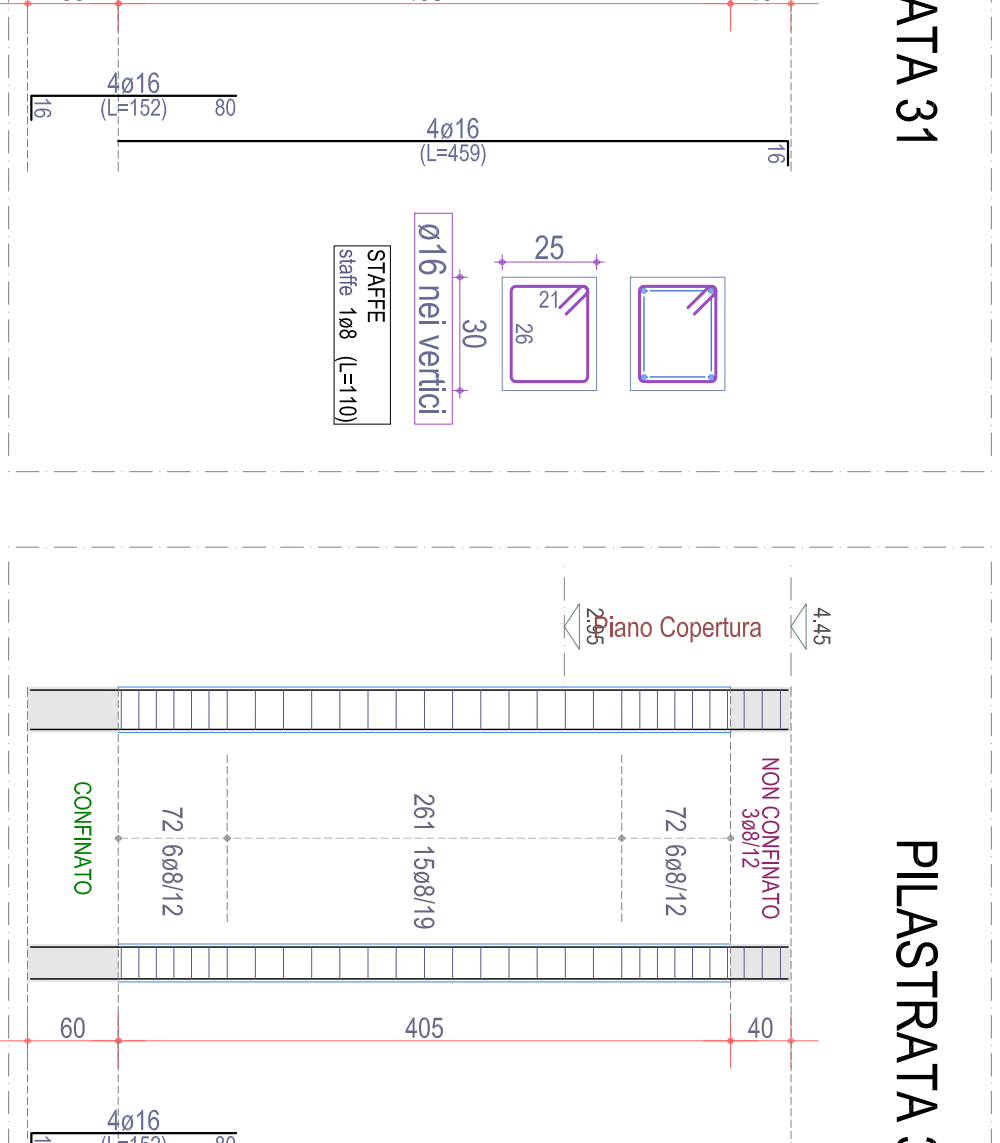 ATA 31
4ø16
(L=152)
16
80
4ø16
(L=459)
16
ø16 nei vertici
STAFFE
staffe 1ø8 (L=110)
25
30
21
26
2.95
Piano Copertura
4.45
CONFINATO
72 6ø8/12
261 15ø8/19
72 6ø8/12
NON CONFINATO
3ø8/12
PILASTRATA
60
405
40
4ø16
(L=152)
80